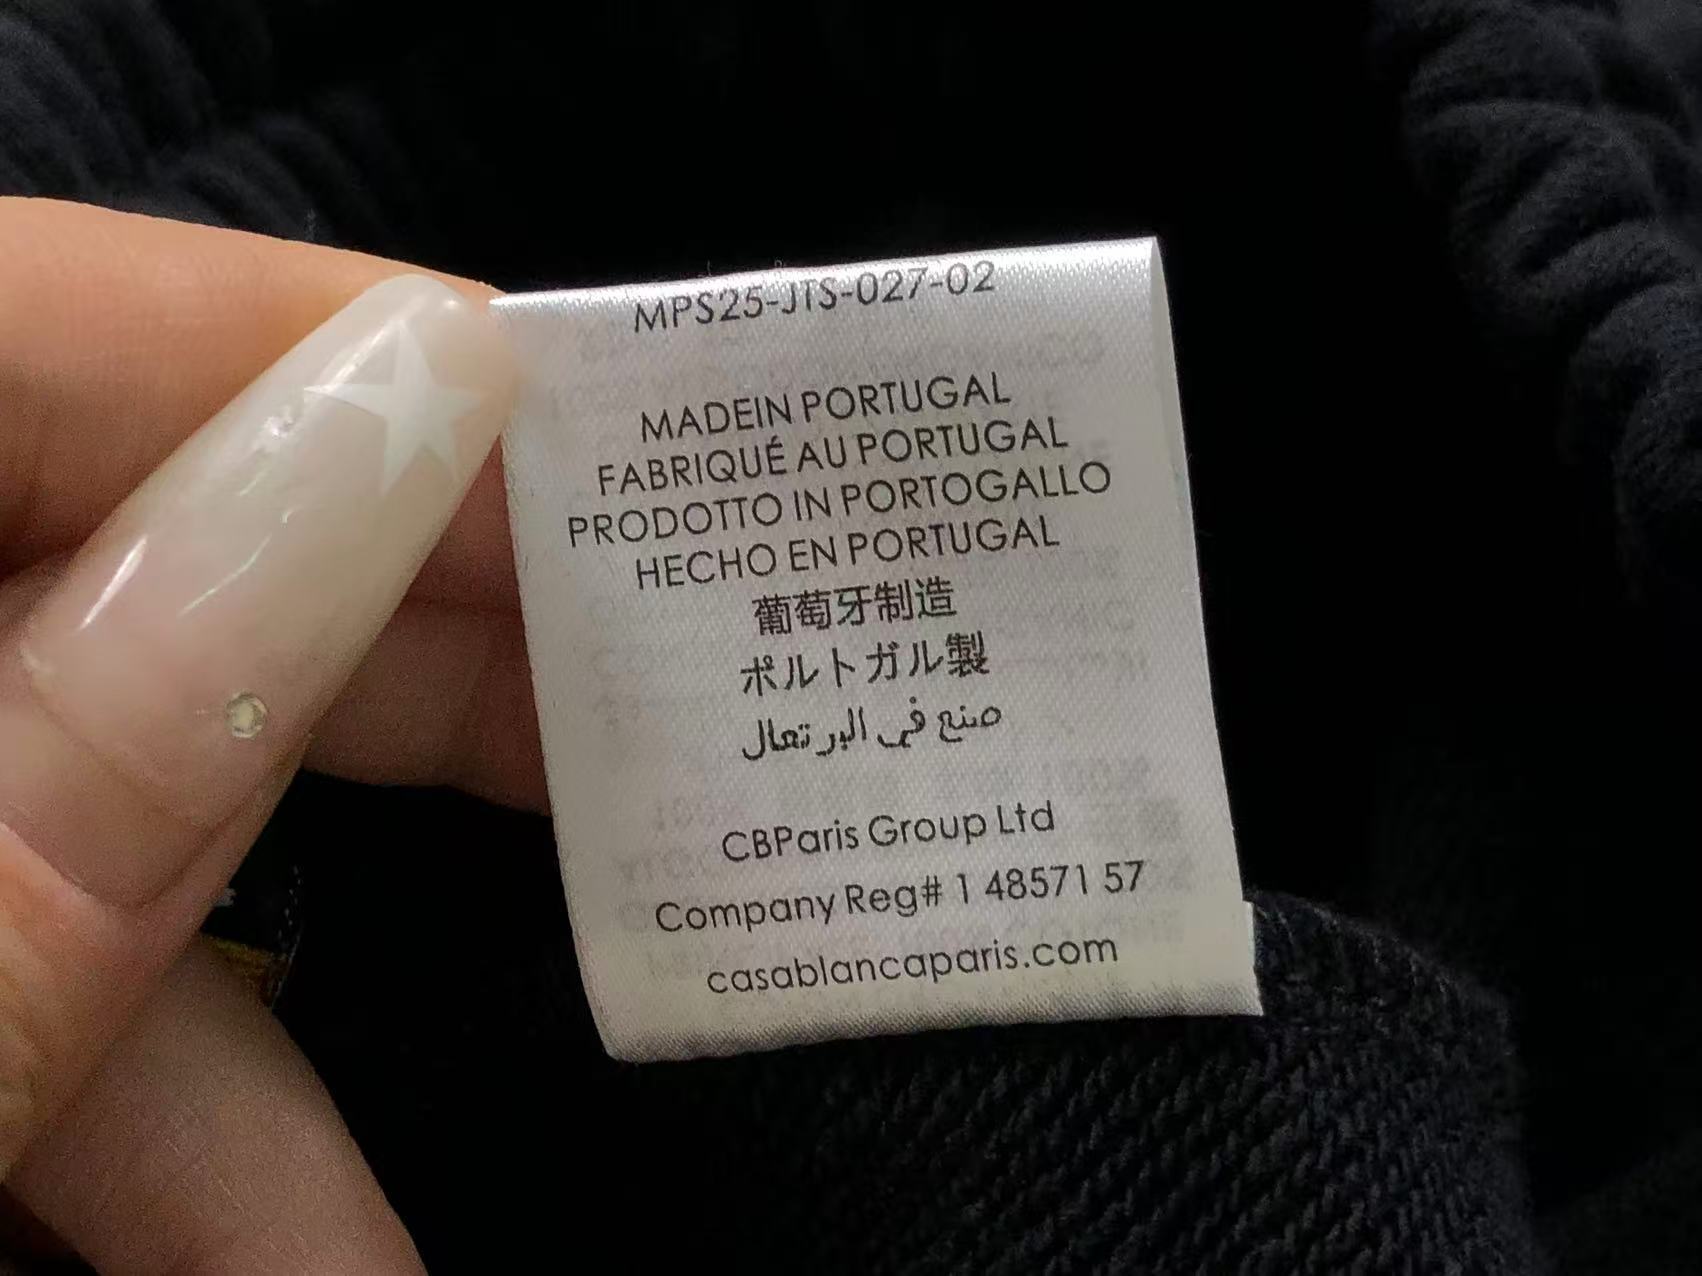 MPS25-JTS-027-02
MADEIN PORTUGAL
FABRIQUÉ AU PORTUGAL
PRODOTTO IN PORTOGALLO
HECHO EN PORTUGAL
葡萄牙制造
ポルトガル製
صنع في البر تعال
CBParis Group Ltd
Company Reg# 1 48571 57
casablancaparis.com